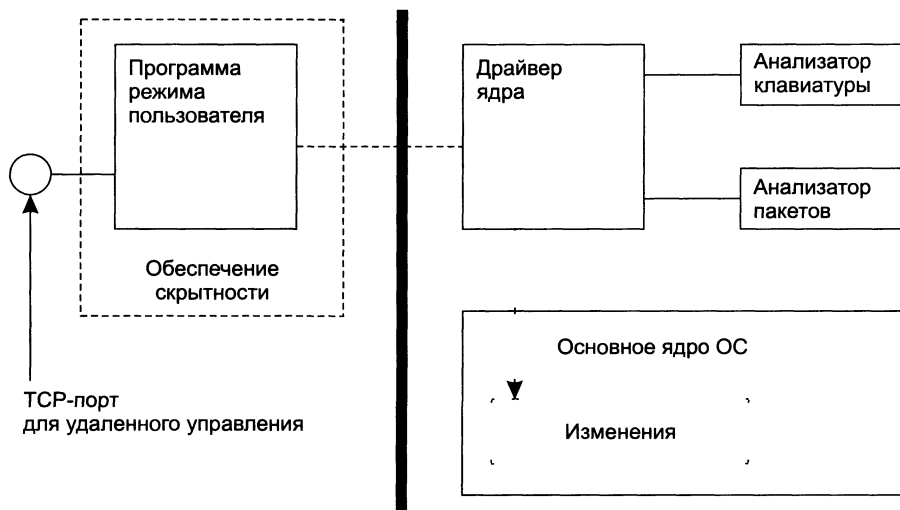 Программа
режима
пользователя
Обеспечение
скрытности
TCP-порт
для удаленного управления
Драйвер
ядра
Анализатор
клавиатуры
Анализатор
пакетов
Основное ядро ОС
Изменения